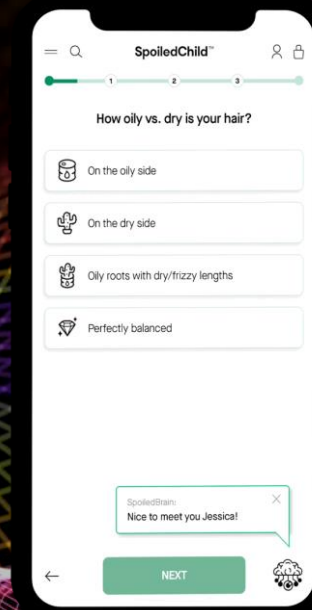 SpoiledChild™
1 2 3
How oily vs. dry is your hair?
On the oily side
On the dry side
Oily roots with dry/frizzy lengths
Perfectly balanced
SpoiledBrain:
Nice to meet you Jessica!
NEXT